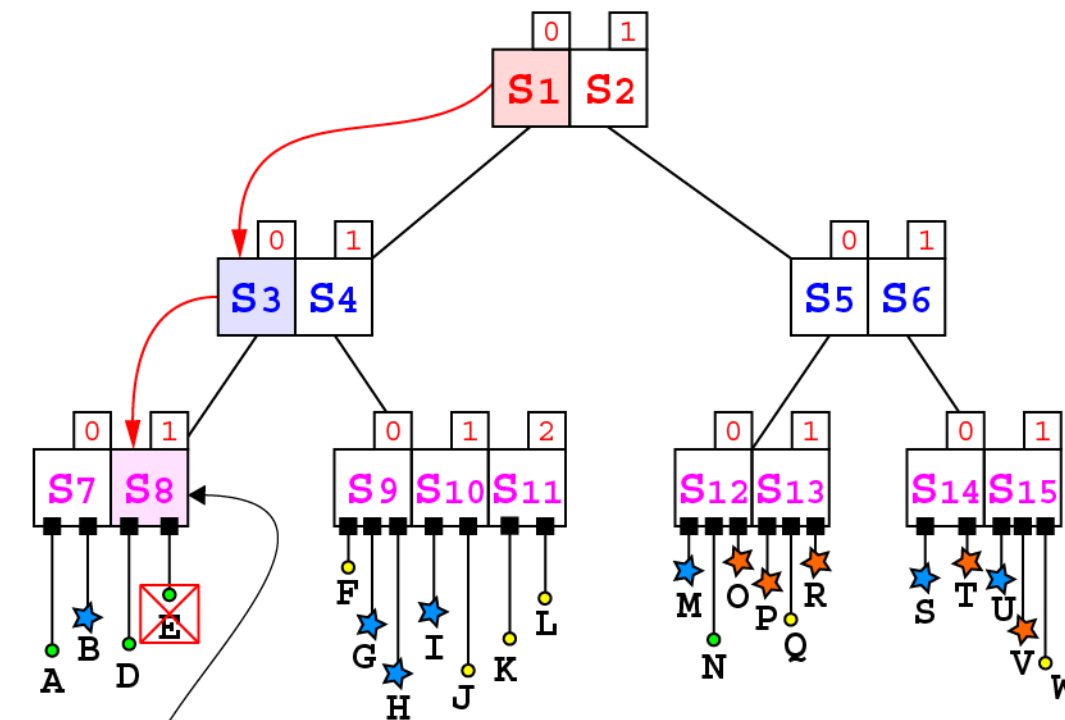 0 1
S1 S2
0 1 0 1
S3 S4 S5 S6
0 1 0 1 2 0 1 0 1
S7 S8 S9 S10 S11 S12 S13 S14 S15
A B D E F G H I J K L M N O P Q R S T U V W